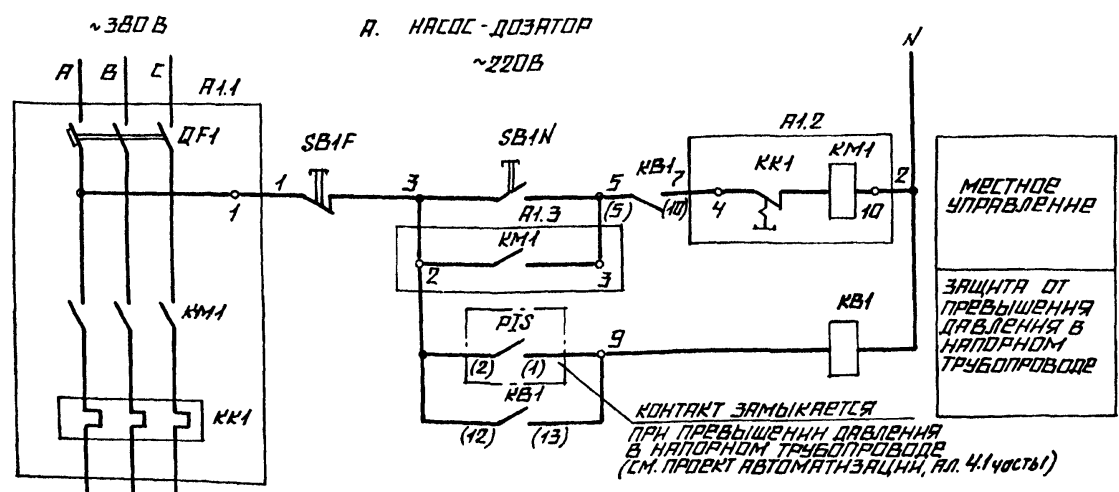 ~380 В
А. НАСОС-ДОЗАТОР
~220В
N
А В С
А1.1
QF1
SB1F
SB1N
А1.2
КВ1
КК1
КМ1
1
1
3
5
(5)
7
(10)
4
10
2
А1.3
КМ1
2
3
МЕСТНОЕ
УПРАВЛЕНИЕ
КМ1
PIS
(2)
(1)
9
КВ1
КВ1
(12)
(13)
ЗАЩИТА ОТ
ПРЕВЫШЕНИЯ
ДАВЛЕНИЯ В
НАПОРНОМ
ТРУБОПРОВОДЕ
КК1
КОНТАКТ ЗАМЫКАЕТСЯ
ПРИ ПРЕВЫШЕНИИ ДАВЛЕНИЯ
В НАПОРНОМ ТРУБОПРОВОДЕ
(СМ. ПРОЕКТ АВТОМАТИЗАЦИИ, АЛ. 4.1 часть 1)